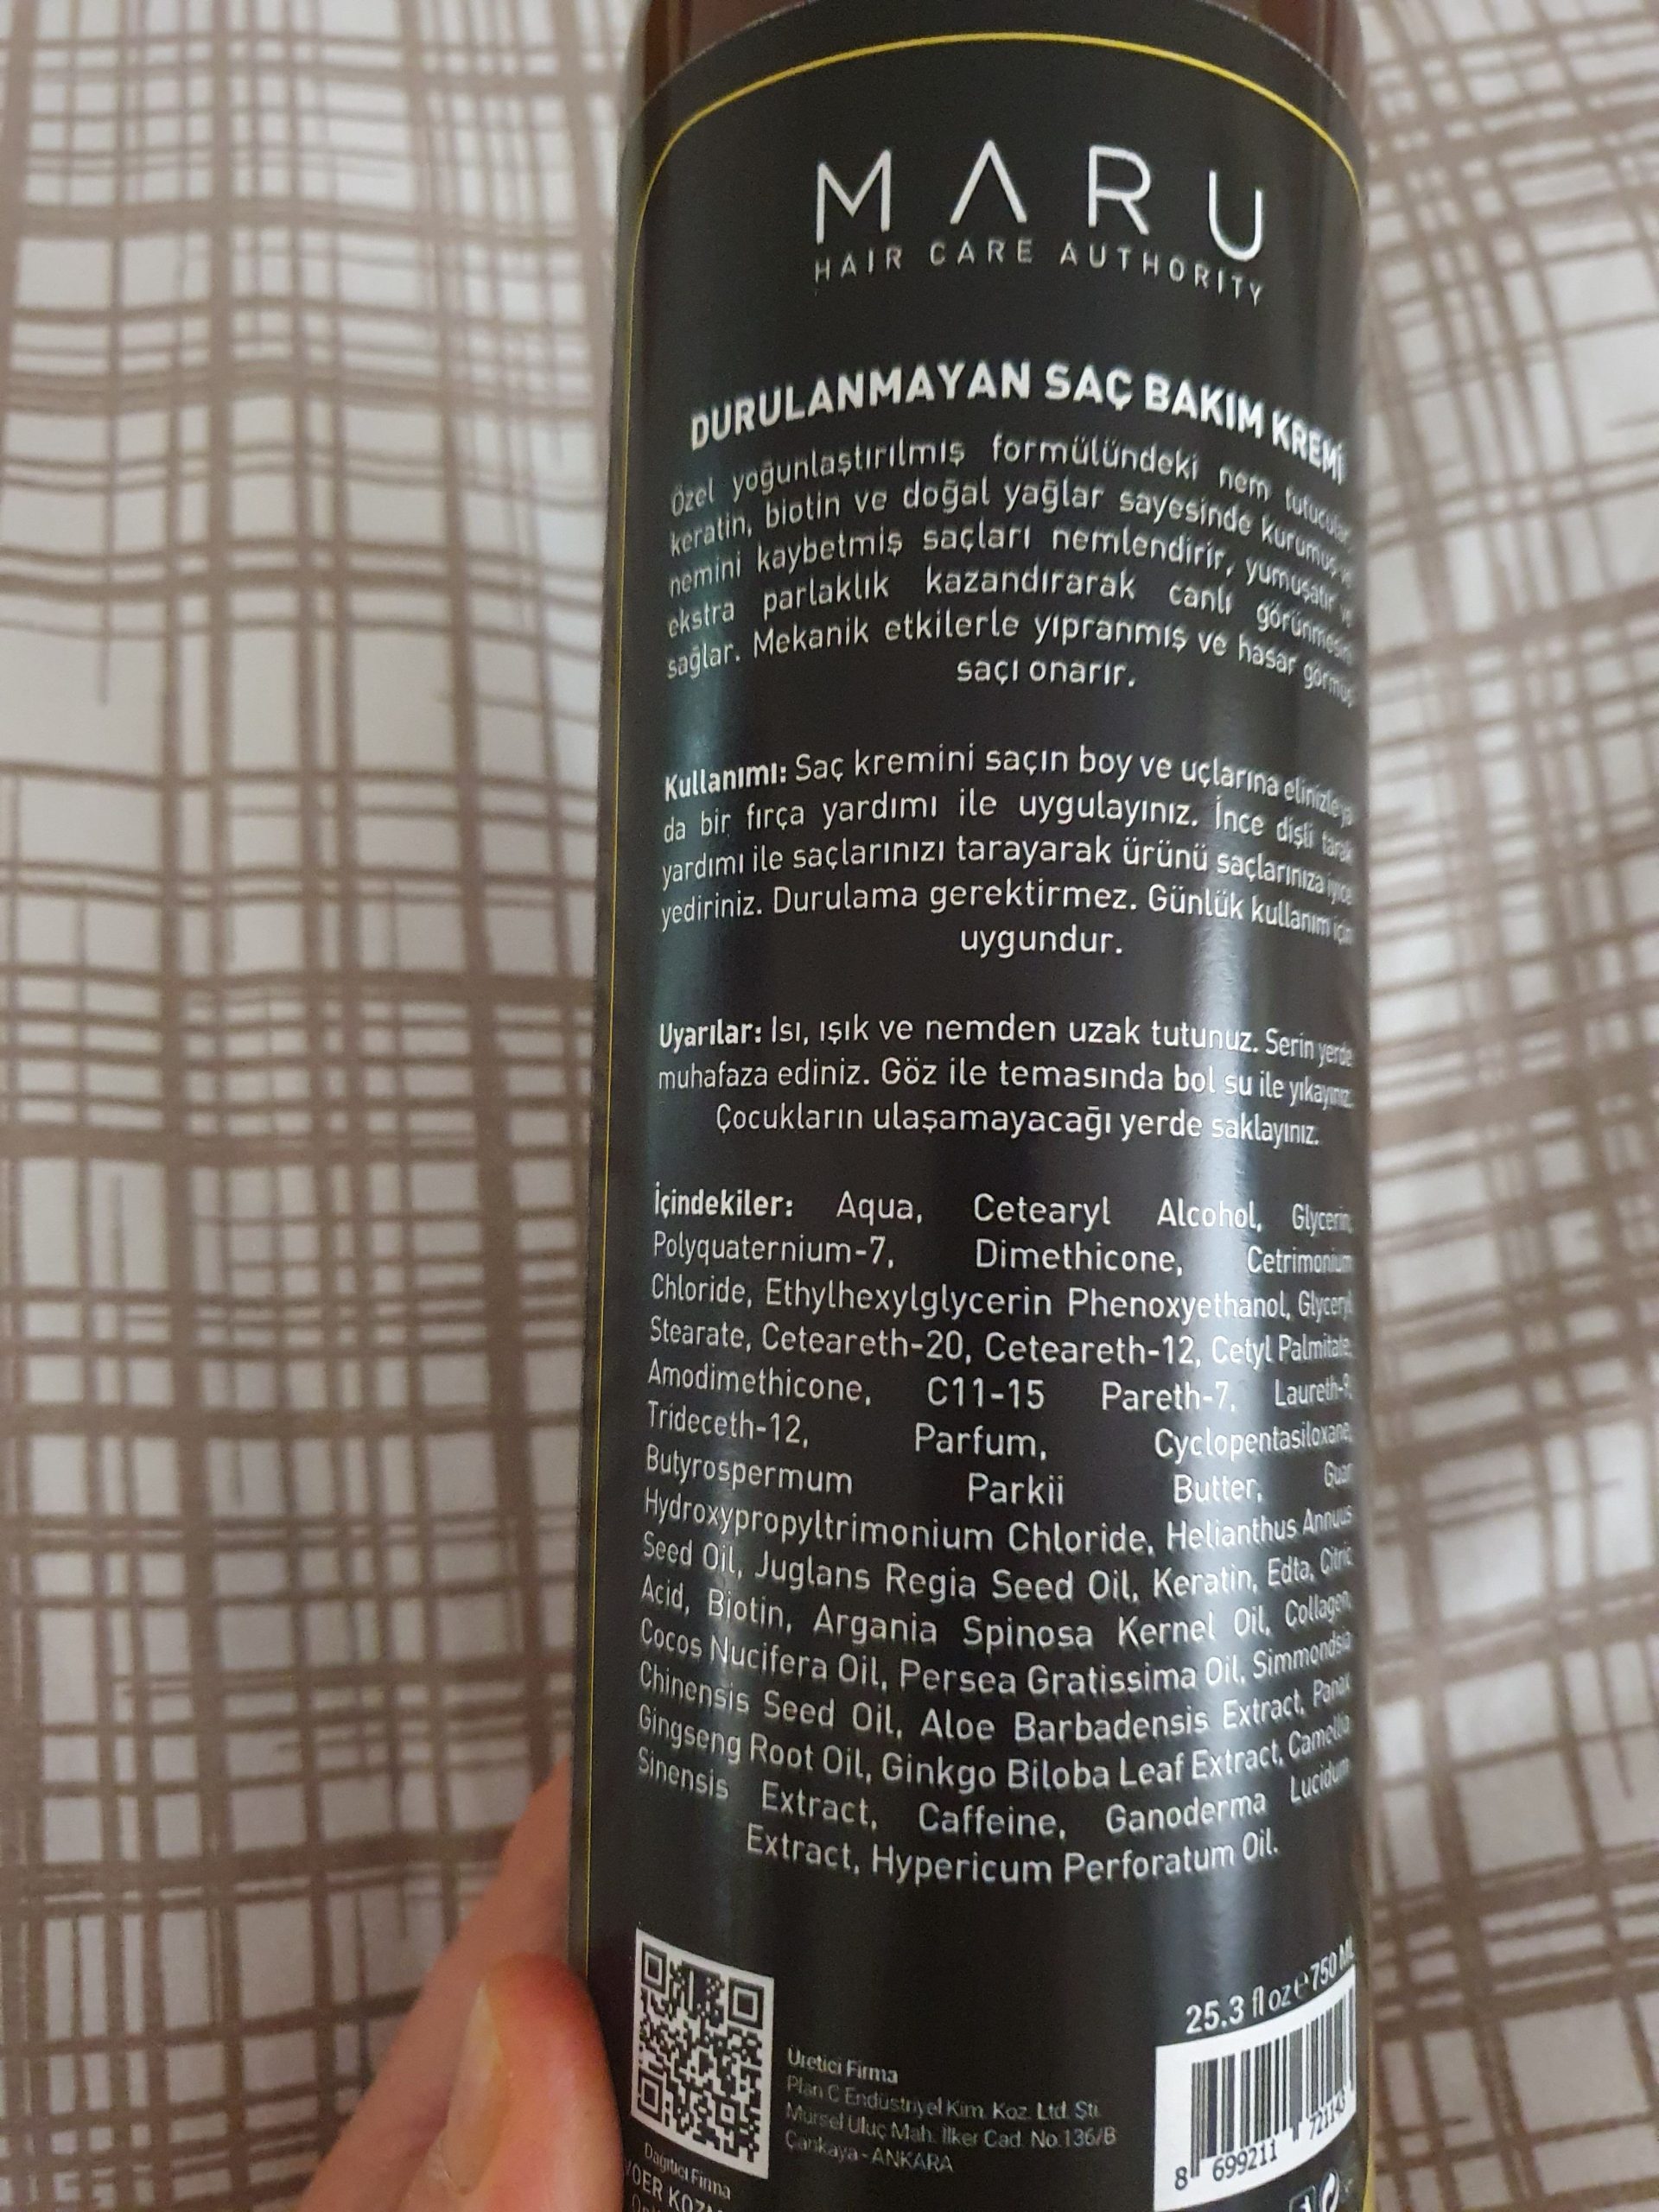 MARU
HAIR CARE AUTHORITY
DURULANMAYAN SAÇ BAKIM KREMİ
Özel yoğunlaştırılmış formülündeki nem tutucular,
keratin, biotin ve doğal yağlar sayesinde kurumuş ve
nemini kaybetmiş saçları nemlendirir, yumuşatır ve
ekstra parlaklık kazandırarak canlı görünmesini
sağlar. Mekanik etkilerle yıpranmış ve hasar görmüş
saçı onarır.
Kullanımı: Saç kremini saçın boy ve uçlarına elinizle ya
da bir fırça yardımı ile uygulayınız. İnce dişli tarak
yardımı ile saçlarınızı tarayarak ürünü saçlarınıza iyice
yediriniz. Durulama gerektirmez. Günlük kullanım için
uygundur.
Uyarılar: Isı, ışık ve nemden uzak tutunuz. Serin yerde
muhafaza ediniz. Göz ile temasında bol su ile yıkayınız.
Çocukların ulaşamayacağı yerde saklayınız.
İçindekiler: Aqua, Cetearyl Alcohol, Glycerin,
Polyquaternium-7, Dimethicone, Cetrimonium
Chloride, Ethylhexylglycerin Phenoxyethanol, Glyceryl
Stearate, Ceteareth-20, Ceteareth-12, Cetyl Palmitate,
Amodimethicone, C11-15 Pareth-7, Laureth-9,
Trideceth-12, Parfum, Cyclopentasiloxane,
Butyrospermum Parkii Butter, Guar
Hydroxypropyltrimonium Chloride, Helianthus Annuus
Seed Oil, Juglans Regia Seed Oil, Keratin, Edta, Citric
Acid, Biotin, Argania Spinosa Kernel Oil, Collagen,
Cocos Nucifera Oil, Persea Gratissima Oil, Simmondsia
Chinensis Seed Oil, Aloe Barbadensis Extract, Panax
Gingseng Root Oil, Ginkgo Biloba Leaf Extract, Camellia
Sinensis Extract, Caffeine, Ganoderma Lucidum
Extract, Hypericum Perforatum Oil.
25.3 fl oz e 750 ML
Üretici Firma
Plan C Endüstriyel Kim. Koz. Ltd. Şti.
Mürsel Uluç Mah. İlker Cad. No:136/B
Çankaya - ANKARA
8 699211
Dağıtıcı Firma